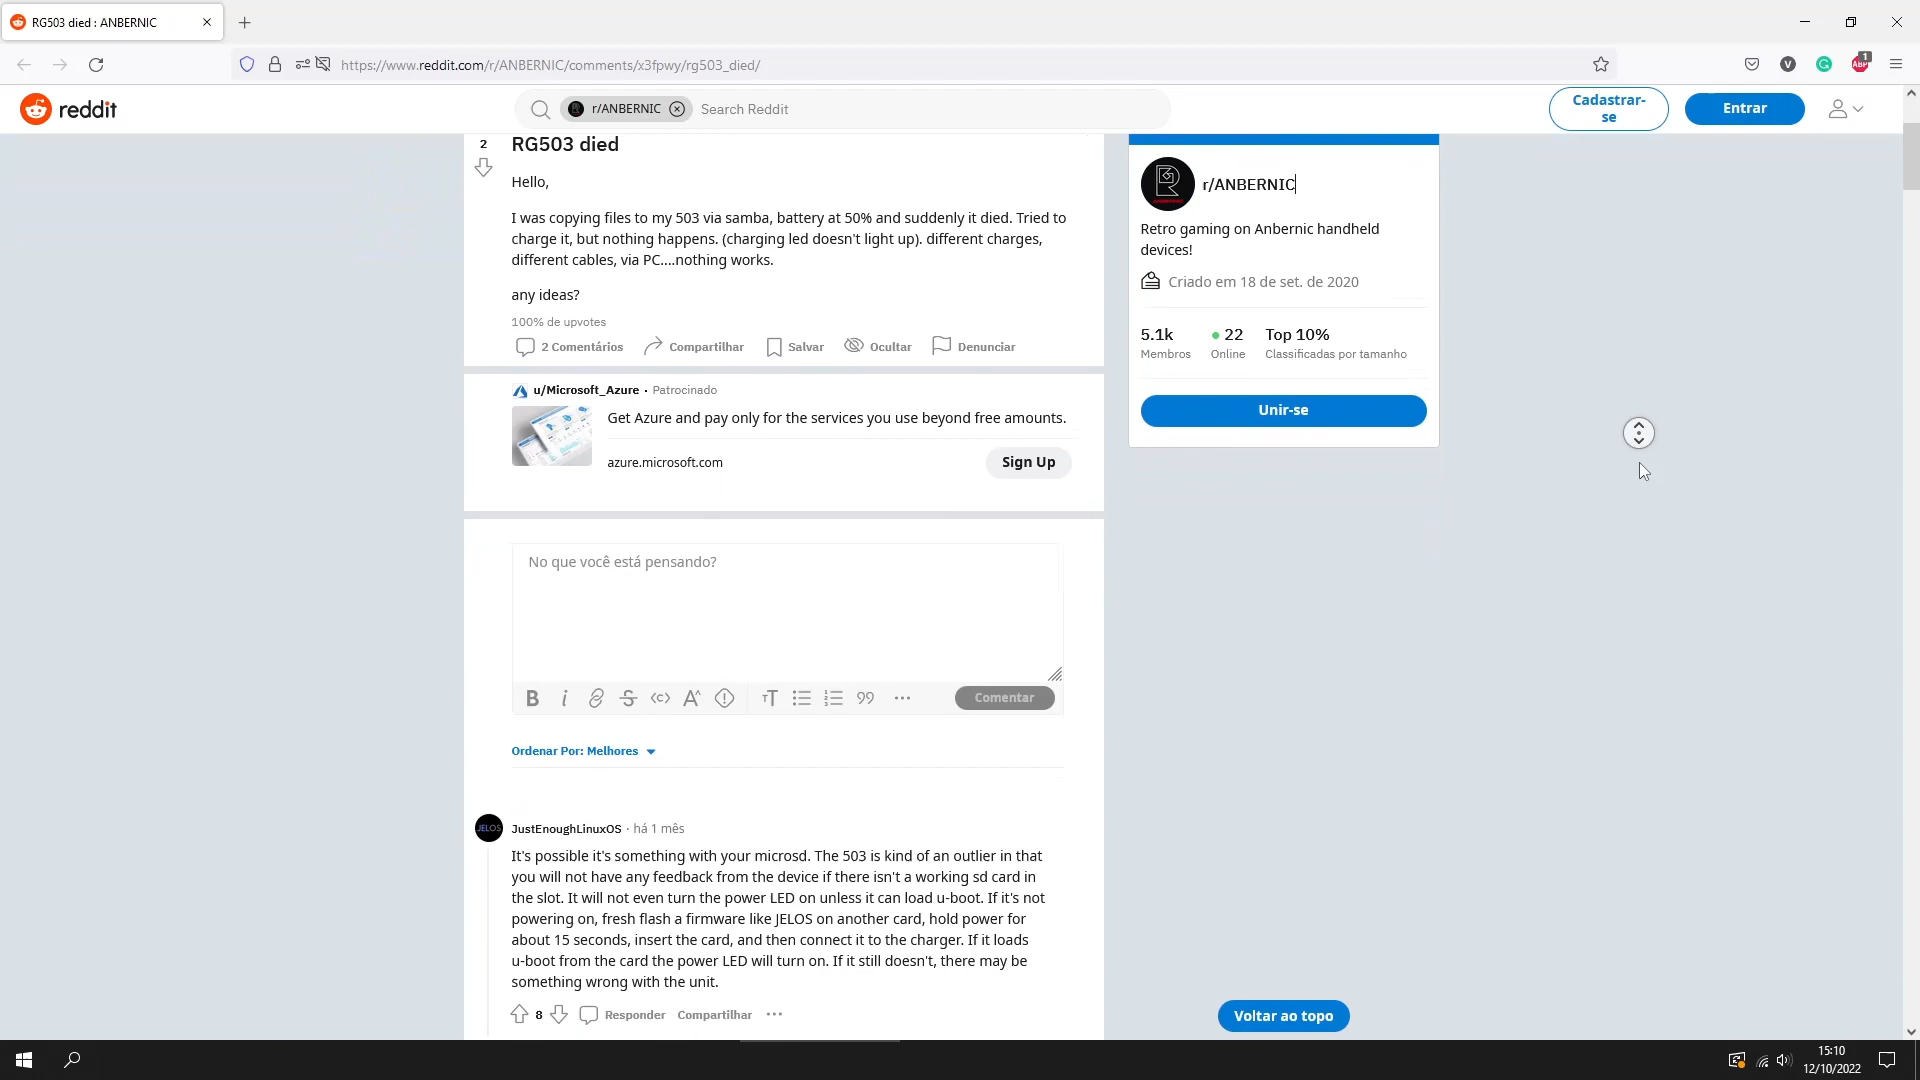 RG503 died : ANBERNIC
https://www.reddit.com/r/ANBERNIC/comments/x3fpwy/rg503_died/
V
ABP
1
reddit
r/ANBERNIC
Search Reddit
Cadastrar-
se
Entrar
2
RG503 died
Hello,
I was copying files to my 503 via samba, battery at 50% and suddenly it died. Tried to
charge it, but nothing happens. (charging led doesn't light up). different charges,
different cables, via PC....nothing works.
any ideas?
100% de upvotes
2 Comentários
Compartilhar
Salvar
Ocultar
Denunciar
u/Microsoft_Azure · Patrocinado
Get Azure and pay only for the services you use beyond free amounts.
azure.microsoft.com
Sign Up
No que você está pensando?
Comentar
Ordenar Por: Melhores
JELOS
JustEnoughLinuxOS · há 1 mês
It's possible it's something with your microsd. The 503 is kind of an outlier in that
you will not have any feedback from the device if there isn't a working sd card in
the slot. It will not even turn the power LED on unless it can load u-boot. If it's not
powering on, fresh flash a firmware like JELOS on another card, hold power for
about 15 seconds, insert the card, and then connect it to the charger. If it loads
u-boot from the card the power LED will turn on. If it still doesn't, there may be
something wrong with the unit.
8
Responder
Compartilhar
r/ANBERNIC
Retro gaming on Anbernic handheld
devices!
Criado em 18 de set. de 2020
5.1k
22
Top 10%
Membros
Online
Classificadas por tamanho
Unir-se
Voltar ao topo
15:10
12/10/2022